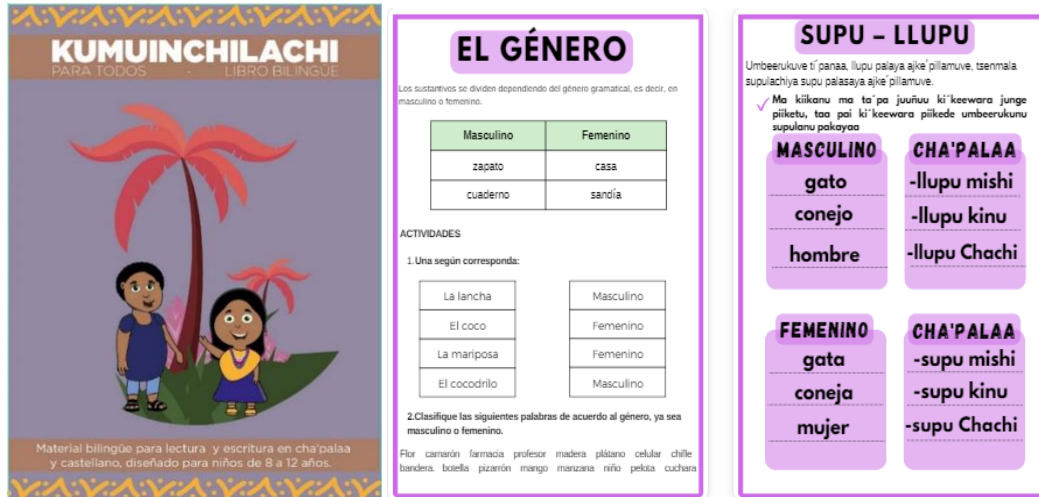 KUMUINCHILACHI
PARA TODOS - LIBRO BILINGÜE
Material bilingüe para lectura y escritura en cha'palaa
y castellano, diseñado para niños de 8 a 12 años.
EL GÉNERO
Los sustantivos se dividen dependiendo del género gramatical, es decir, en
masculino o femenino.
Masculino Femenino
zapato casa
cuaderno sandía
ACTIVIDADES
1. Una según corresponda:
La lancha Masculino
El coco Femenino
La mariposa Femenino
El cocodrilo Masculino
2.Clasifique las siguientes palabras de acuerdo al género, ya sea
masculino o femenino.
Flor camarón farmacia profesor madera plátano celular chifle
bandera. botella pizarrón mango manzana niño pelota cuchara
SUPU – LLUPU
Umbeerukuve ti´panaa, llupu palaya ajke´pillamuve, tsenmala
supulachiya supu palasaya ajke´pillamuve.
✓ Ma kiikanu ma ta´pa juuñuu ki´keewara junge
piiketu, taa pai ki´keewara piikede umbeerukunu
supulanu pakayaa
MASCULINO CHA'PALAA
gato -llupu mishi
conejo -llupu kinu
hombre -llupu Chachi
FEMENINO CHA'PALAA
gata -supu mishi
coneja -supu kinu
mujer -supu Chachi